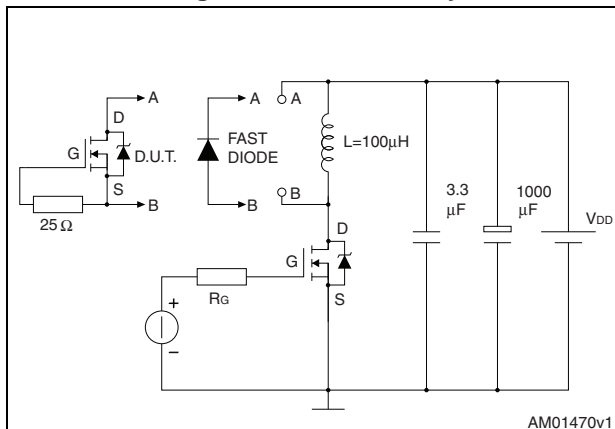 A
D
G
D.U.T.
S
B
25 Ω
A
FAST
DIODE
B
A
L=100µH
B
D
G
S
RG
+
–
3.3
µF
1000
µF
VDD
AM01470v1